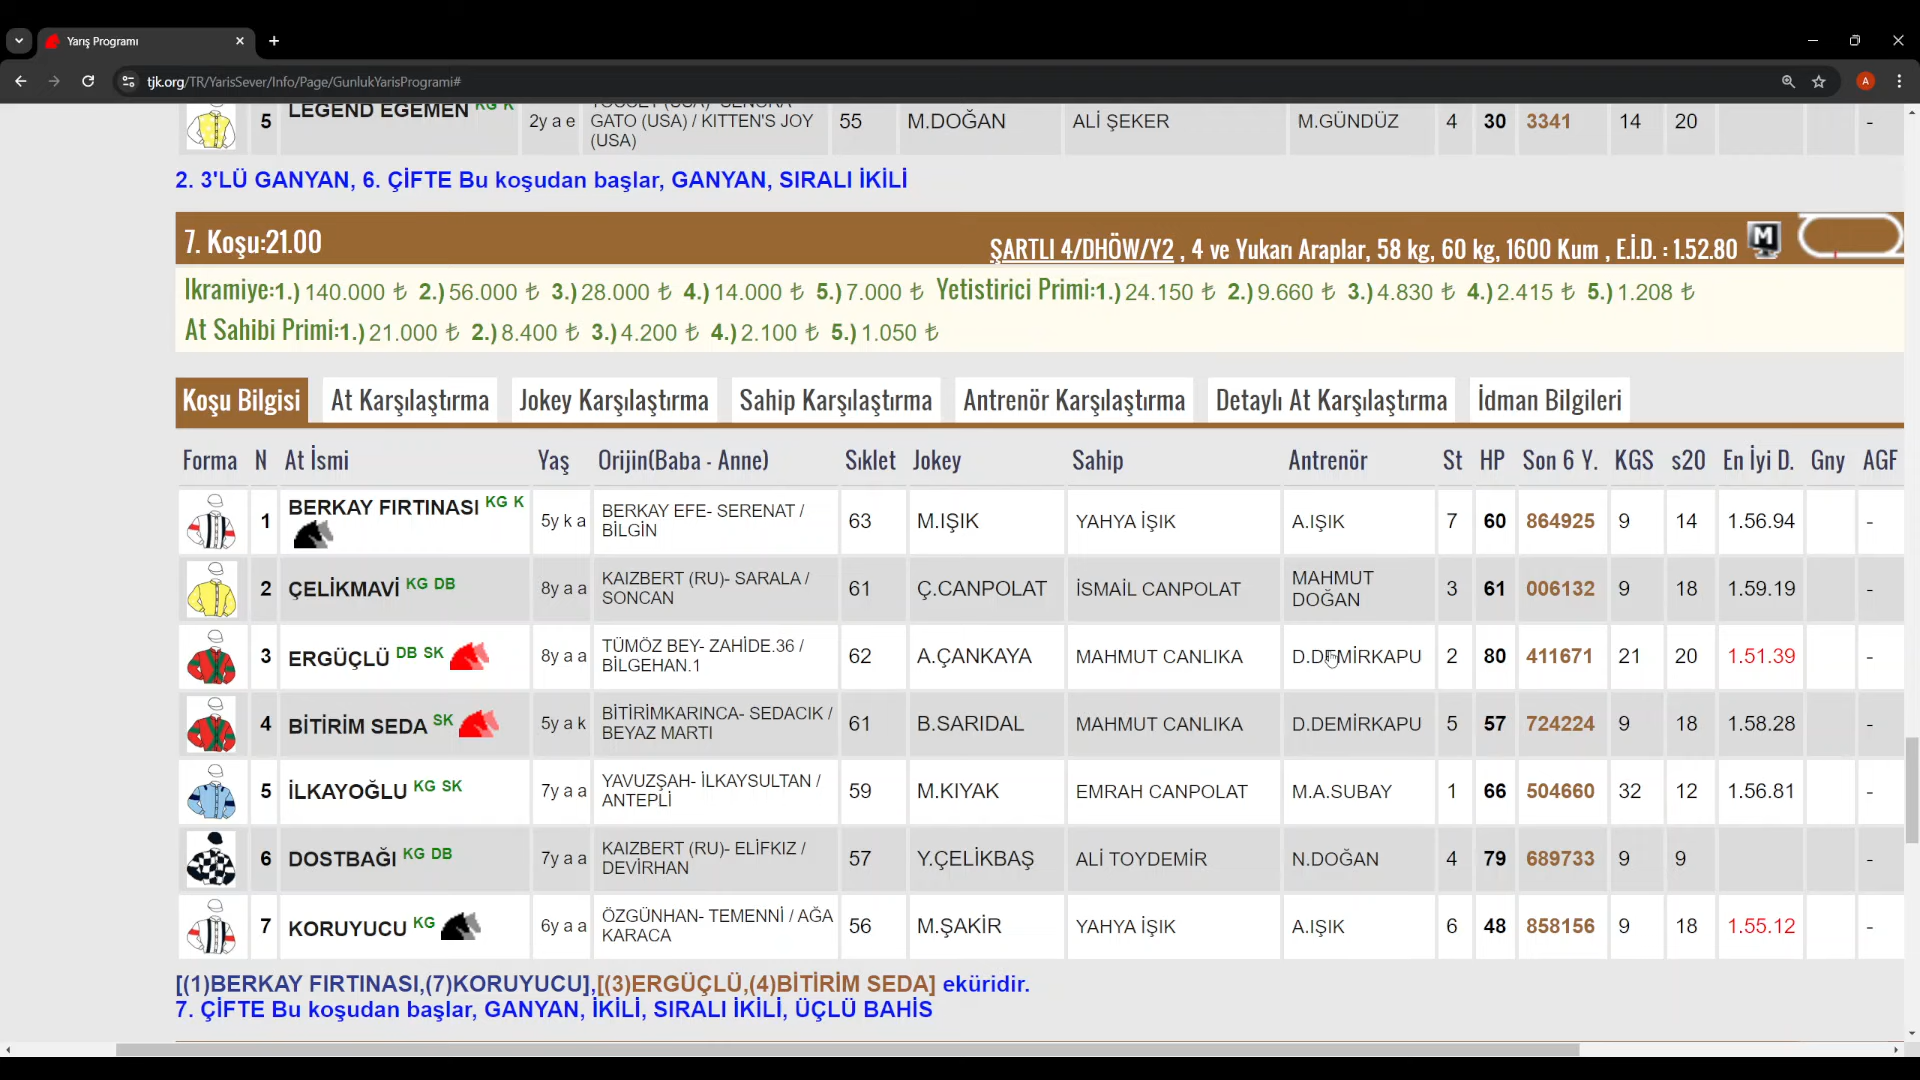 Yarış Programı
tjk.org/TR/YarisSever/Info/Page/GunlukYarisProgrami#
A
5 LEGEND EGEMEN KG K 2y a e GATO (USA) / KITTEN'S JOY (USA) 55 M.DOĞAN ALİ ŞEKER M.GÜNDÜZ 4 30 3341 14 20 -
2. 3'LÜ GANYAN, 6. ÇİFTE Bu koşudan başlar, GANYAN, SIRALI İKİLİ
7. Koşu:21.00
ŞARTLI 4/DHÖW/Y2 , 4 ve Yukarı Araplar, 58 kg, 60 kg, 1600 Kum , E.İ.D. : 1.52.80 M
Ikramiye:1.) 140.000 ₺ 2.) 56.000 ₺ 3.) 28.000 ₺ 4.) 14.000 ₺ 5.) 7.000 ₺ Yetistirici Primi:1.) 24.150 ₺ 2.) 9.660 ₺ 3.) 4.830 ₺ 4.) 2.415 ₺ 5.) 1.208 ₺
At Sahibi Primi:1.) 21.000 ₺ 2.) 8.400 ₺ 3.) 4.200 ₺ 4.) 2.100 ₺ 5.) 1.050 ₺
Koşu Bilgisi At Karşılaştırma Jokey Karşılaştırma Sahip Karşılaştırma Antrenör Karşılaştırma Detaylı At Karşılaştırma İdman Bilgileri
Forma N At İsmi Yaş Orijin(Baba - Anne) Sıklet Jokey Sahip Antrenör St HP Son 6 Y. KGS s20 En İyi D. Gny AGF
1 BERKAY FIRTINASI KG K 5y k a BERKAY EFE- SERENAT / BİLGİN 63 M.IŞIK YAHYA İŞIK A.IŞIK 7 60 864925 9 14 1.56.94 -
2 ÇELİKMAVİ KG DB 8y a a KAIZBERT (RU)- SARALA / SONCAN 61 Ç.CANPOLAT İSMAİL CANPOLAT MAHMUT DOĞAN 3 61 006132 9 18 1.59.19 -
3 ERGÜÇLÜ DB SK 8y a a TÜMÖZ BEY- ZAHİDE.36 / BİLGEHAN.1 62 A.ÇANKAYA MAHMUT CANLIKA D.DEMİRKAPU 2 80 411671 21 20 1.51.39 -
4 BİTİRİM SEDA SK 5y a k BİTİRİMKARINCA- SEDACIK / BEYAZ MARTI 61 B.SARIDAL MAHMUT CANLIKA D.DEMİRKAPU 5 57 724224 9 18 1.58.28 -
5 İLKAYOĞLU KG SK 7y a a YAVUZŞAH- İLKAYSULTAN / ANTEPLİ 59 M.KIYAK EMRAH CANPOLAT M.A.SUBAY 1 66 504660 32 12 1.56.81 -
6 DOSTBAĞI KG DB 7y a a KAIZBERT (RU)- ELİFKIZ / DEVİRHAN 57 Y.ÇELİKBAŞ ALİ TOYDEMİR N.DOĞAN 4 79 689733 9 9 -
7 KORUYUCU KG 6y a a ÖZGÜNHAN- TEMENNİ / AĞA KARACA 56 M.ŞAKİR YAHYA İŞIK A.IŞIK 6 48 858156 9 18 1.55.12 -
[(1)BERKAY FIRTINASI,(7)KORUYUCU],[(3)ERGÜÇLÜ,(4)BİTİRİM SEDA] eküridir.
7. ÇİFTE Bu koşudan başlar, GANYAN, İKİLİ, SIRALI İKİLİ, ÜÇLÜ BAHİS